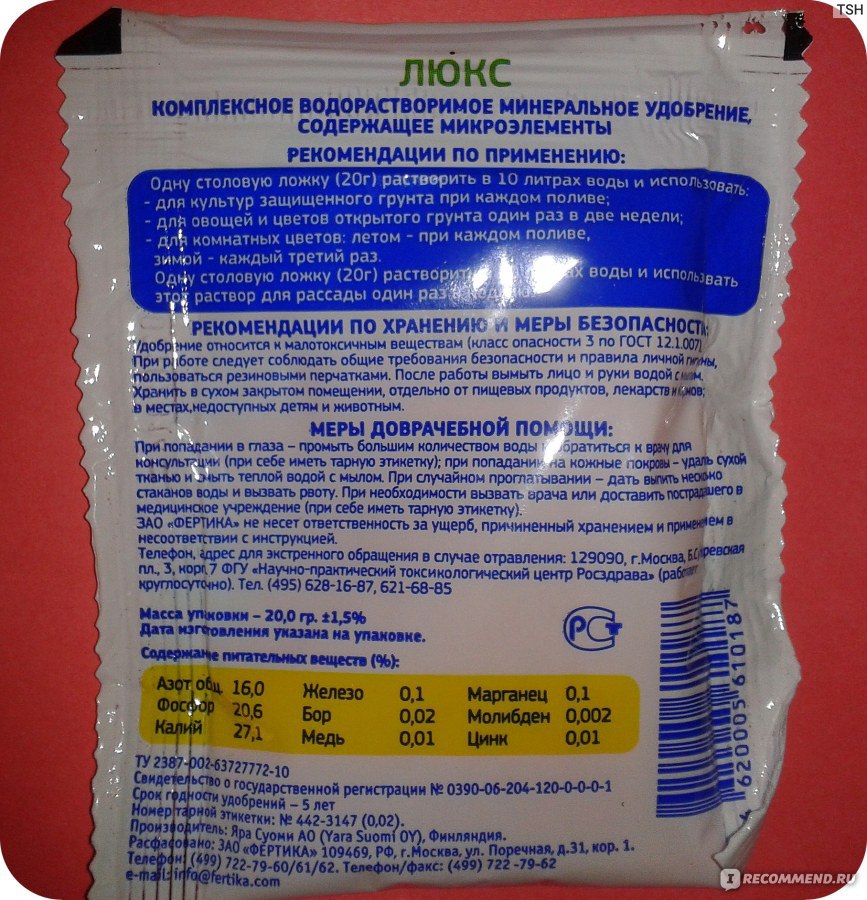 TSH
ЛЮКС
КОМПЛЕКСНОЕ ВОДОРАСТВОРИМОЕ МИНЕРАЛЬНОЕ УДОБРЕНИЕ,
СОДЕРЖАЩЕЕ МИКРОЭЛЕМЕНТЫ
РЕКОМЕНДАЦИИ ПО ПРИМЕНЕНИЮ:
Одну столовую ложку (20г) растворить в 10 литрах воды и использовать:
- для культур защищенного грунта при каждом поливе;
- для овощей и цветов открытого грунта один раз в две недели;
- для комнатных цветов: летом - при каждом поливе,
зимой - каждый третий раз.
Одну столовую ложку (20г) растворить воды и использвать
этот раствор для рассады один раз
РЕКОМЕНДАЦИИ ПО ХРАНЕНИЮ И МЕРЫ БЕЗОПАСНОСТИ:
Удобрение относится к малотоксичным веществам (класс опасности 3 по ГОСТ 12.1.007).
При работе следует соблюдать общие требования безопасности и правила личной гигиены,
пользоваться резиновыми перчатками. После работы вымыть лицо и руки водой с мылом.
Хранить в сухом закрытом помещении, отдельно от пищевых продуктов, лекарств и кормов;
в местах,недоступных детям и животным.
МЕРЫ ДОВРАЧЕБНОЙ ПОМОЩИ:
При попадании в глаза – промыть большим количеством воды и обратиться к врачу для
консультации (при себе иметь тарную этикетку); при попадании на кожные покровы – удаль сухой
тканью и смыть теплой водой с мылом. При случайном проглатывании – дать выпить несколько
стаканов воды и вызвать рвоту. При необходимости вызвать врача или доставить пострадавшего в
медицинское учреждение (при себе иметь тарную этикетку).
ЗАО «ФЕРТИКА» не несет ответственность за ущерб, причиненный хранением и применением в
несоответствии с инструкцией.
Телефон, адрес для экстренного обращения в случае отравления: 129090, г.Москва, Б.Сухаревская
пл., 3, корп.7 ФГУ «Научно-практический токсикологический центр Росздрава» (работает
круглосуточно). Тел. (495) 628-16-87, 621-68-85
Масса упаковки – 20,0 гр. ±1,5%
Дата изготовления указана на упаковке.
РСТ
Содержание питательных веществ (%):
Азот общ. 16,0 Железо 0,1 Марганец 0,1
Фосфор 20,6 Бор 0,02 Молибден 0,002
Калий 27,1 Медь 0,01 Цинк 0,01
4 620005 610187
ТУ 2387-002-63727772-10
Свидетельство о государственной регистрации № 0390-06-204-120-0-0-0-1
Срок годности удобрений – 5 лет
Номер тарной этикетки: № 442-3147 (0,02).
Производитель: Яра Суоми АО (Yara Suomi OY), Финляндия.
Расфасовано: ЗАО «ФЕРТИКА» 109469, РФ, г.Москва, ул. Поречная, д.31, кор. 1.
Телефон: (499) 722-79-60/61/62. Телефон/факс: (499) 722 -79-62
e-mail: info@fertika.com
I RECOMMEND.RU